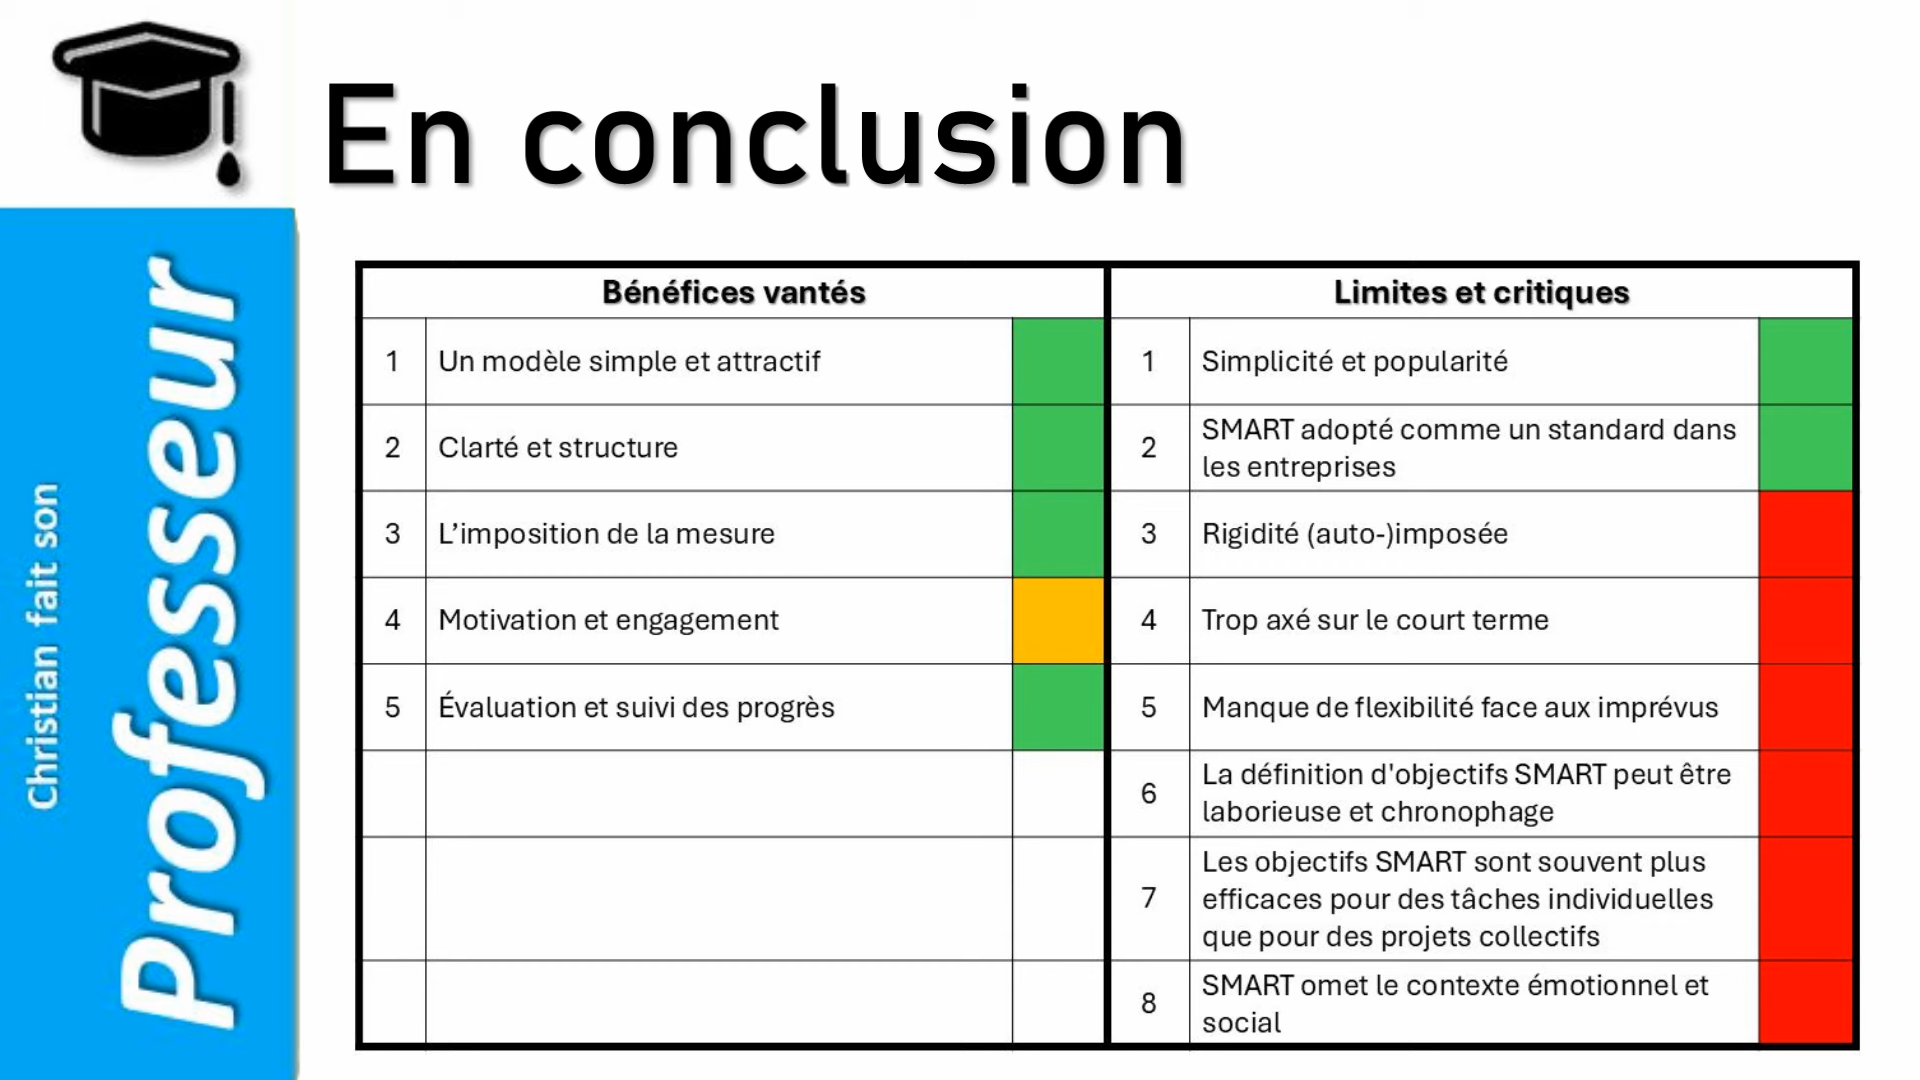 Christian fait son
Professeur
En conclusion
Bénéfices vantés
Limites et critiques
1
Un modèle simple et attractif
1
Simplicité et popularité
2
Clarté et structure
2
SMART adopté comme un standard dans
les entreprises
3
L’imposition de la mesure
3
Rigidité (auto-)imposée
4
Motivation et engagement
4
Trop axé sur le court terme
5
Évaluation et suivi des progrès
5
Manque de flexibilité face aux imprévus
6
La définition d'objectifs SMART peut être
laborieuse et chronophage
7
Les objectifs SMART sont souvent plus
efficaces pour des tâches individuelles
que pour des projets collectifs
8
SMART omet le contexte émotionnel et
social